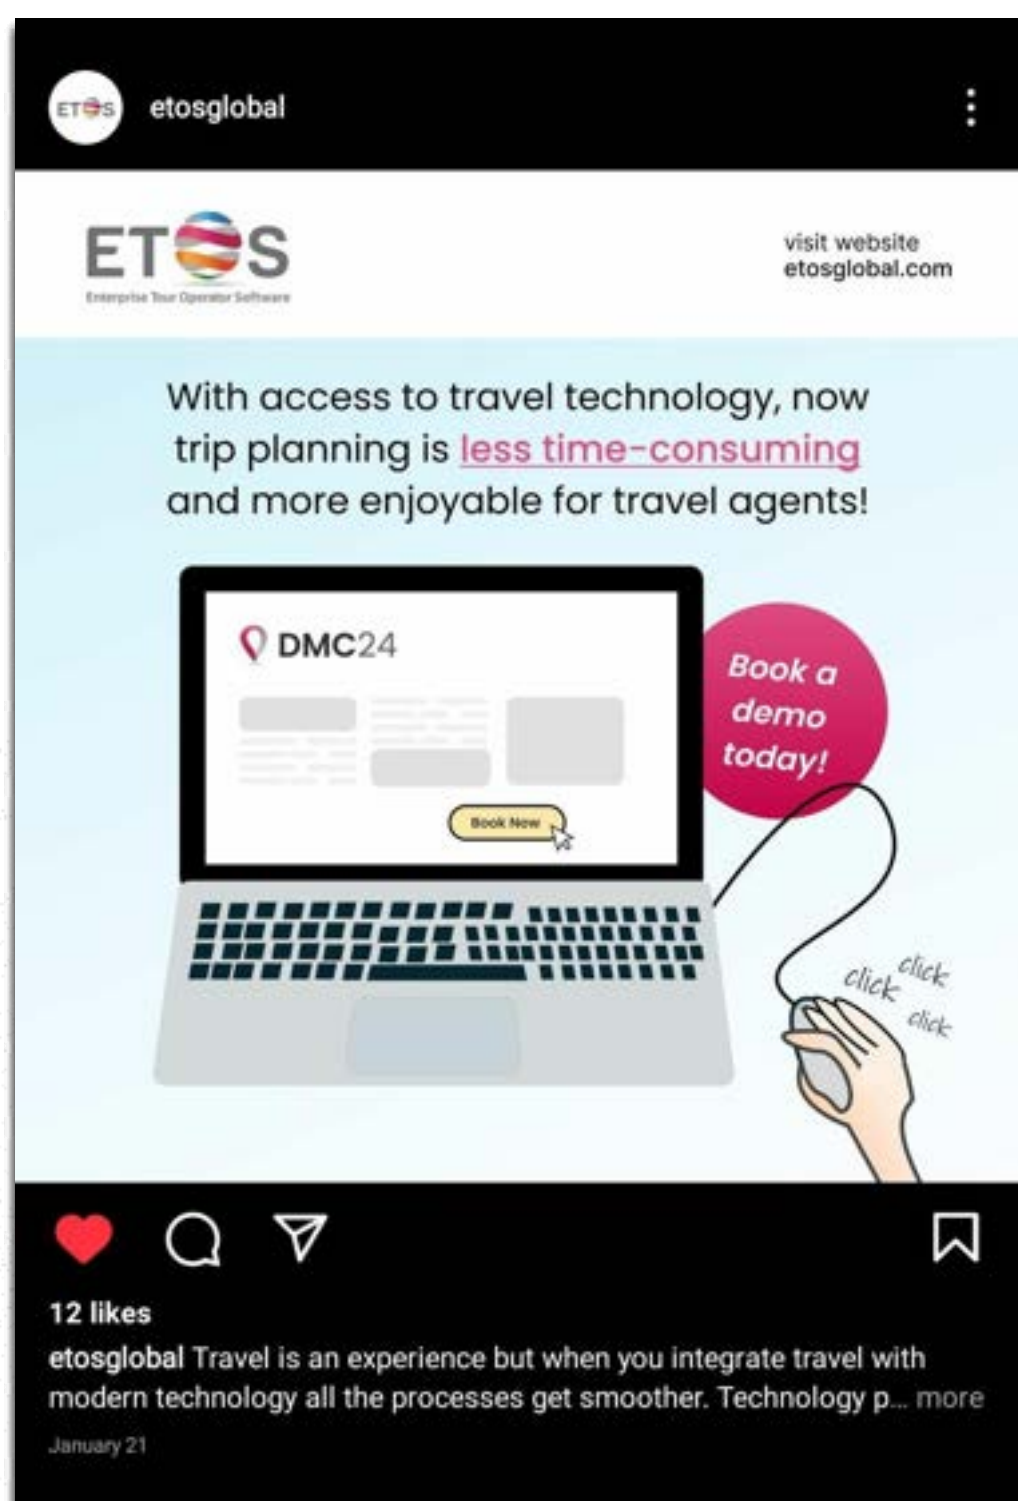 ETOS
etosglobal
ETOS
Enterprise Tour Operator Software
visit website
etosglobal.com
With access to travel technology, now
trip planning is less time-consuming
and more enjoyable for travel agents!
DMC24
Book Now
Book a
demo
today!
click
click
click
12 likes
etosglobal Travel is an experience but when you integrate travel with
modern technology all the processes get smoother. Technology p... more
January 21